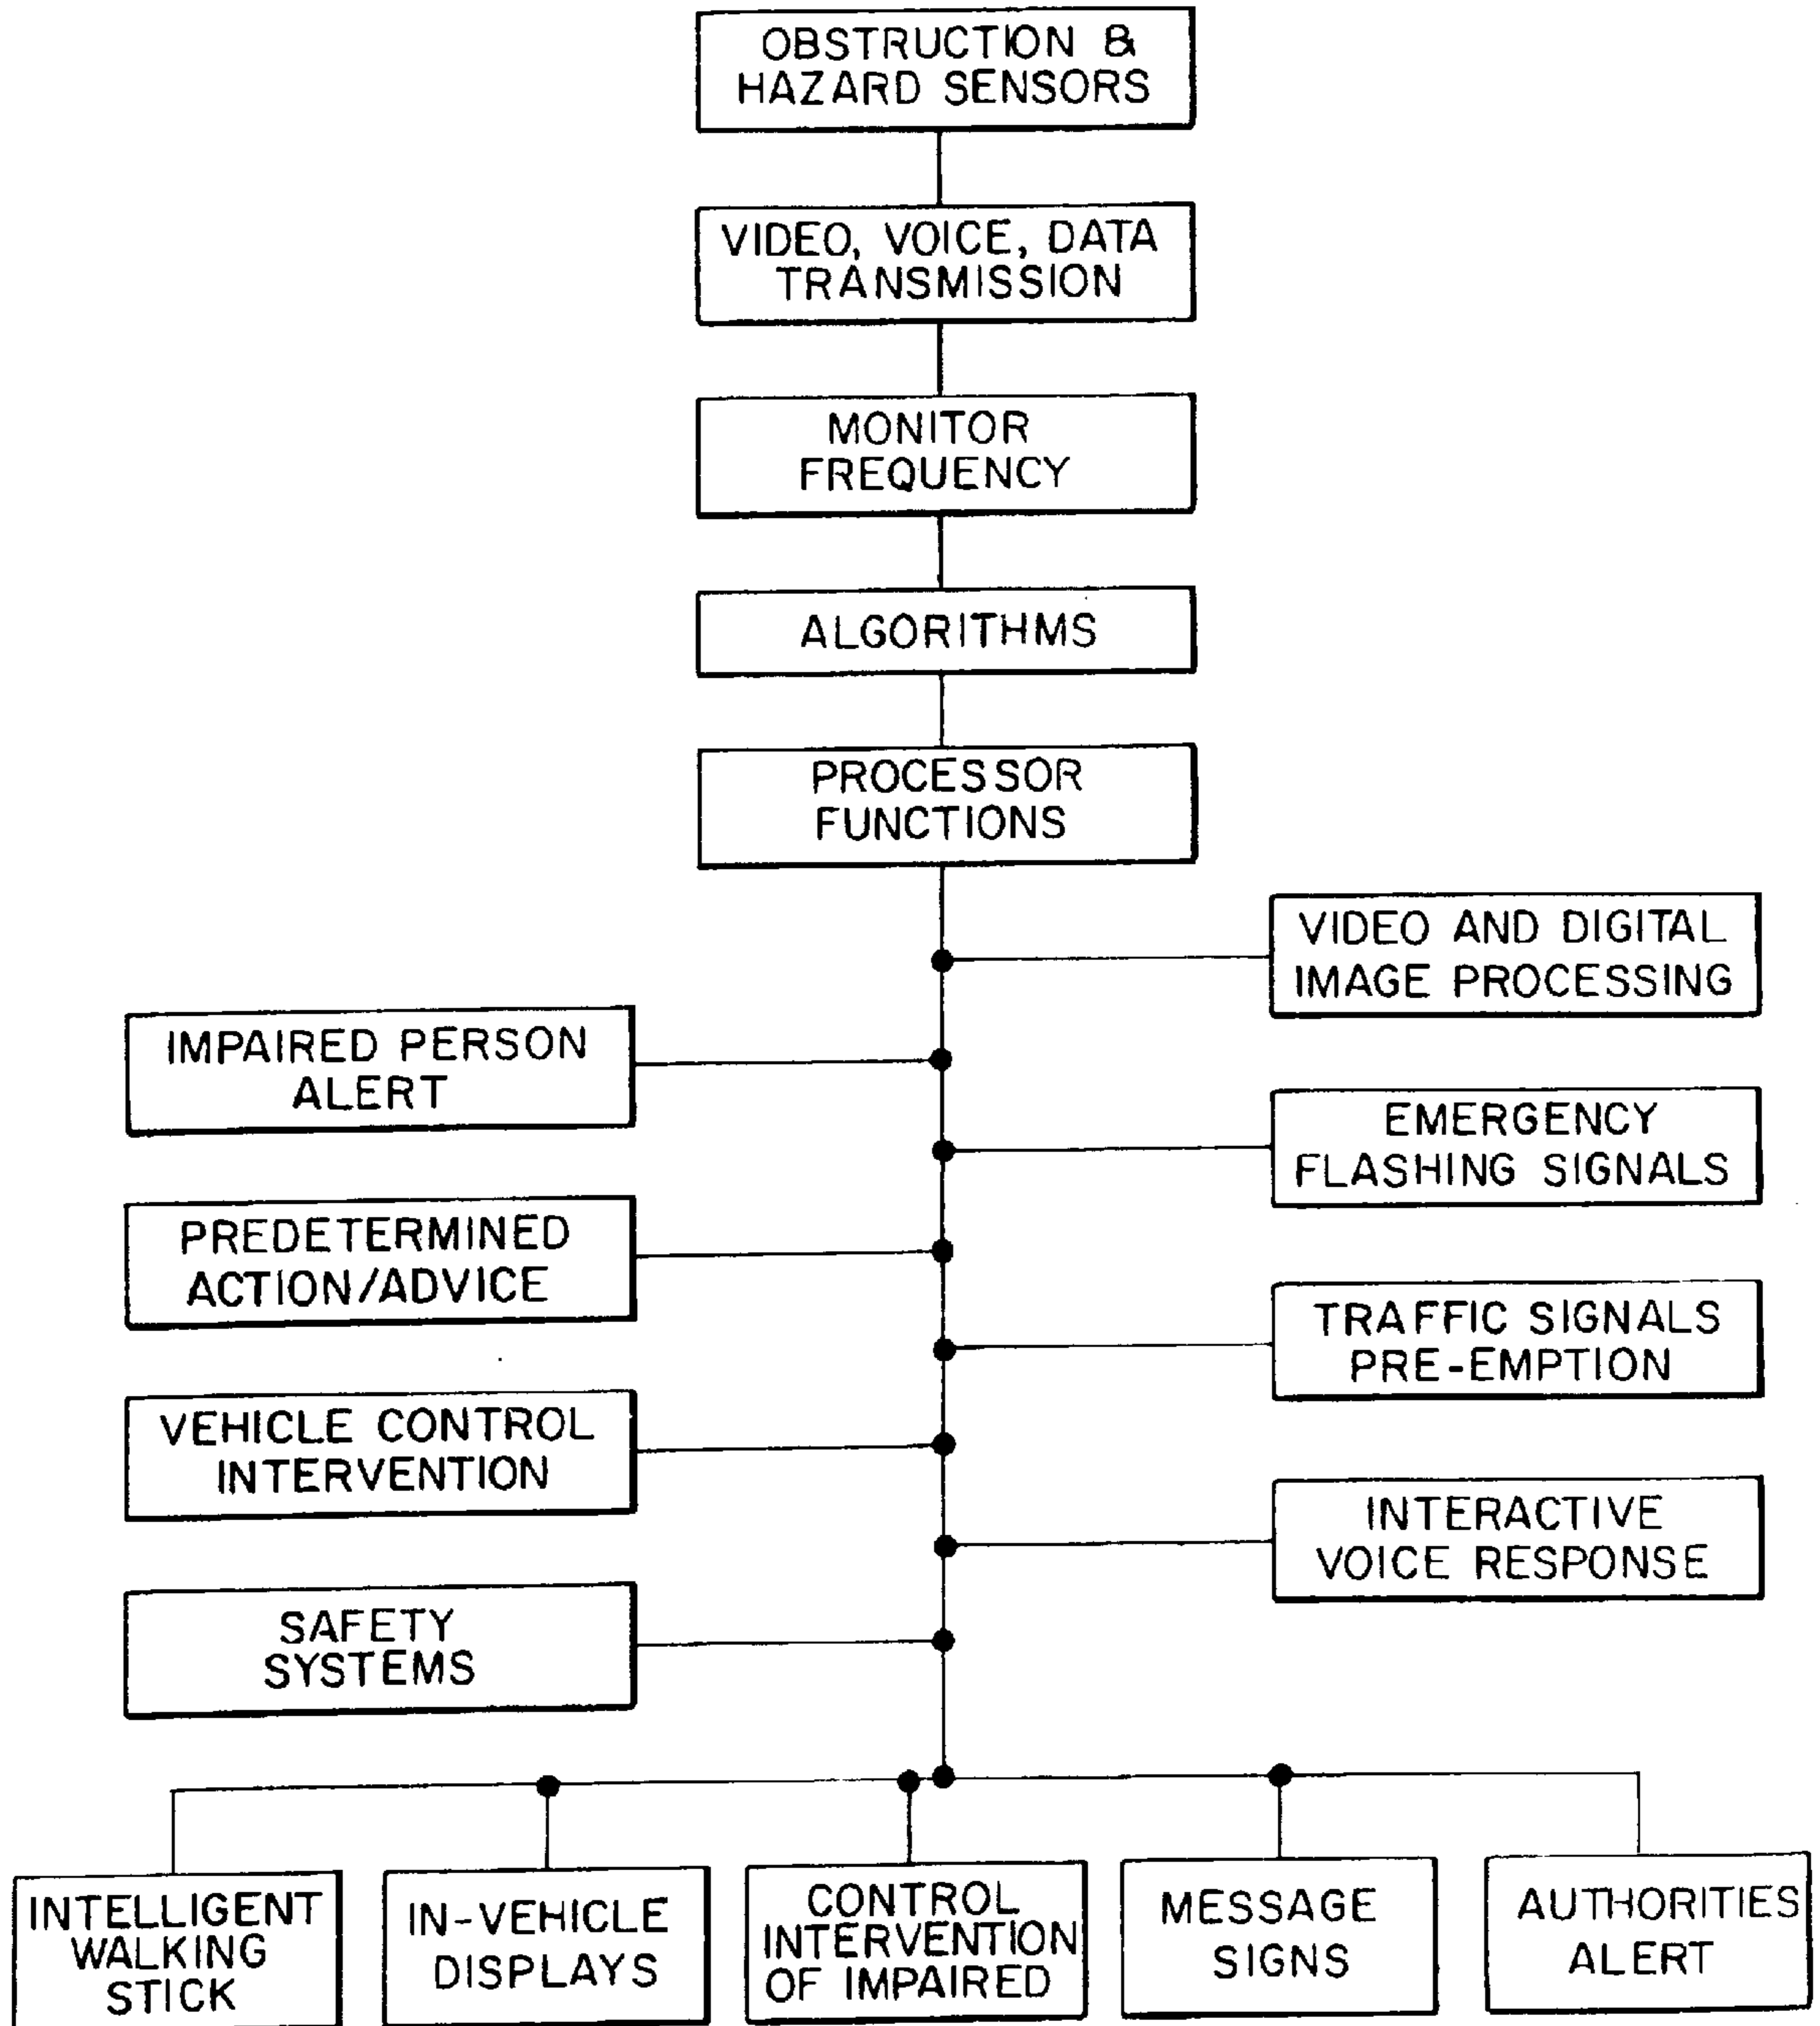 OBSTRUCTION &
HAZARD SENSORS
VIDEO, VOICE, DATA
TRANSMISSION
MONITOR
FREQUENCY
ALGORITHMS
PROCESSOR
FUNCTIONS
VIDEO AND DIGITAL
IMAGE PROCESSING
IMPAIRED PERSON
ALERT
EMERGENCY
FLASHING SIGNALS
PREDETERMINED
ACTION/ADVICE
TRAFFIC SIGNALS
PRE-EMPTION
VEHICLE CONTROL
INTERVENTION
INTERACTIVE
VOICE RESPONSE
SAFETY
SYSTEMS
INTELLIGENT
WALKING
STICK
IN-VEHICLE
DISPLAYS
CONTROL
INTERVENTION
OF IMPAIRED
MESSAGE
SIGNS
AUTHORITIES
ALERT